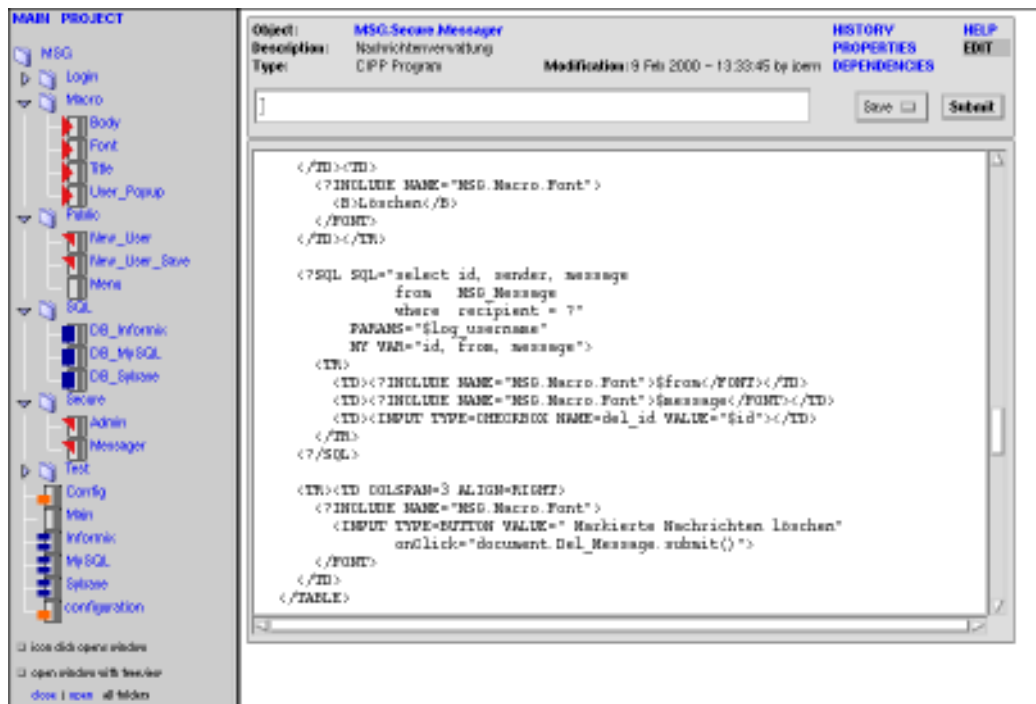 MAIN PROJECT
MSG
Login
Macro
Body
Font
Title
User_Popup
Public
New_User
New_User_Save
Menu
SQL
DB_Informix
DB_MySQL
DB_Sybase
Secure
Admin
Messager
Test
Config
Main
Informix
MySQL
Sybase
configuration
icon click opens window
open window with treeview
close | open all folders
Object: MSG.Secure.Messager HISTORY HELP
Description: Nachrichtenverwaltung PROPERTIES EDIT
Type: CIPP Program Modification: 9 Feb 2000 - 13:33:45 by joern DEPENDENCIES
] Save Submit
</TD><TD>
<?INCLUDE NAME="MSG.Macro.Font">
<B>Löschen</B>
</FONT>
</TD></TR>
<?SQL SQL="select id, sender, message
from MSG_Message
where recipient = ?"
PARAMS="$log_username"
MY VAR="id, from, message">
<TR>
<TD><?INCLUDE NAME="MSG.Macro.Font">$from</FONT></TD>
<TD><?INCLUDE NAME="MSG.Macro.Font">$message</FONT></TD>
<TD><INPUT TYPE=CHECKBOX NAME=del_id VALUE="$id"></TD>
</TR>
<?/SQL>
<TR><TD COLSPAN=3 ALIGN=RIGHT>
<?INCLUDE NAME="MSG.Macro.Font">
<INPUT TYPE=BUTTON VALUE=" Markierte Nachrichten löschen"
onClick="document.Del_Message.submit()">
</FONT>
</TD>
</TABLE>